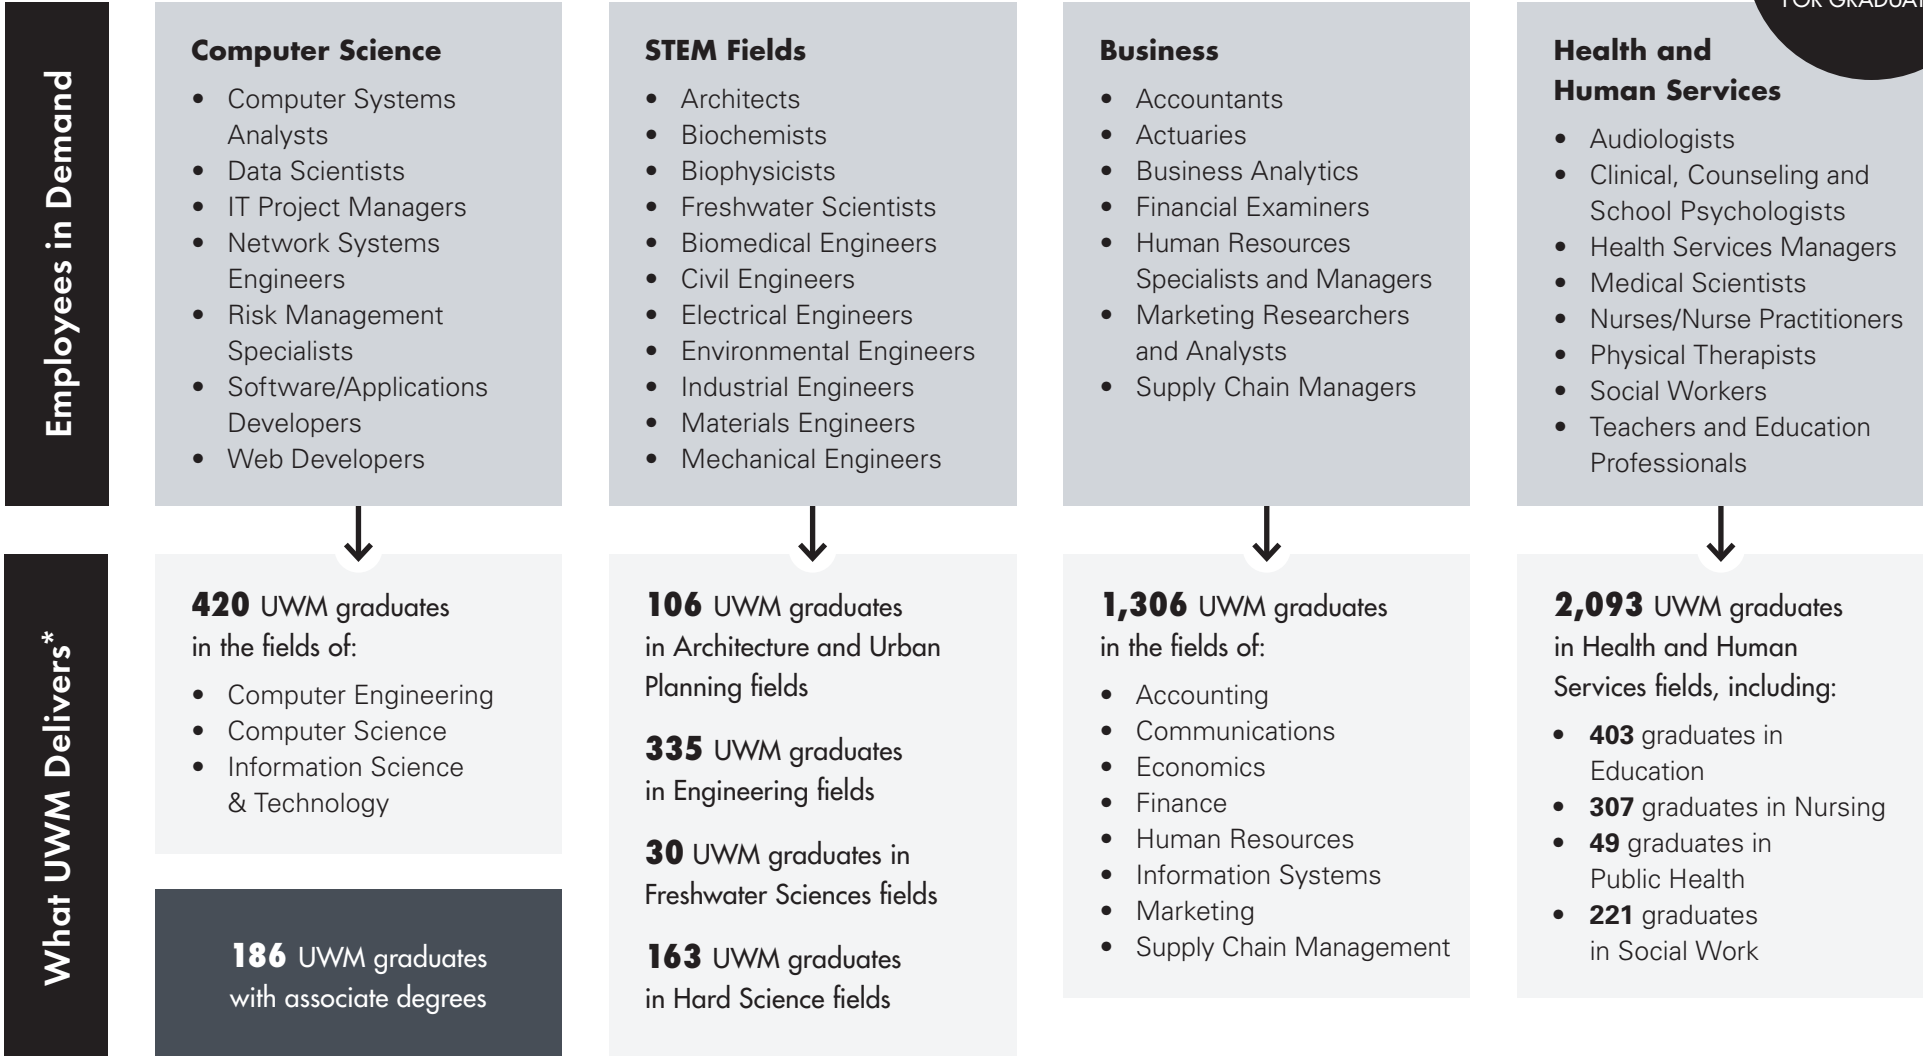 Employees in Demand
Computer Science
• Computer Systems
Analysts
• Data Scientists
• IT Project Managers
• Network Systems
Engineers
• Risk Management
Specialists
• Software/Applications
Developers
• Web Developers
STEM Fields
• Architects
• Biochemists
• Biophysicists
• Freshwater Scientists
• Biomedical Engineers
• Civil Engineers
• Electrical Engineers
• Environmental Engineers
• Industrial Engineers
• Materials Engineers
• Mechanical Engineers
Business
• Accountants
• Actuaries
• Business Analytics
• Financial Examiners
• Human Resources
Specialists and Managers
• Marketing Researchers
and Analysts
• Supply Chain Managers
Health and
Human Services
• Audiologists
• Clinical, Counseling and
School Psychologists
• Health Services Managers
• Medical Scientists
• Nurses/Nurse Practitioners
• Physical Therapists
• Social Workers
• Teachers and Education
Professionals
What UWM Delivers*
420 UWM graduates
in the fields of:
• Computer Engineering
• Computer Science
• Information Science
& Technology
186 UWM graduates
with associate degrees
106 UWM graduates
in Architecture and Urban
Planning fields
335 UWM graduates
in Engineering fields
30 UWM graduates in
Freshwater Sciences fields
163 UWM graduates
in Hard Science fields
1,306 UWM graduates
in the fields of:
• Accounting
• Communications
• Economics
• Finance
• Human Resources
• Information Systems
• Marketing
• Supply Chain Management
2,093 UWM graduates
in Health and Human
Services fields, including:
• 403 graduates in
Education
• 307 graduates in Nursing
• 49 graduates in
Public Health
• 221 graduates
in Social Work